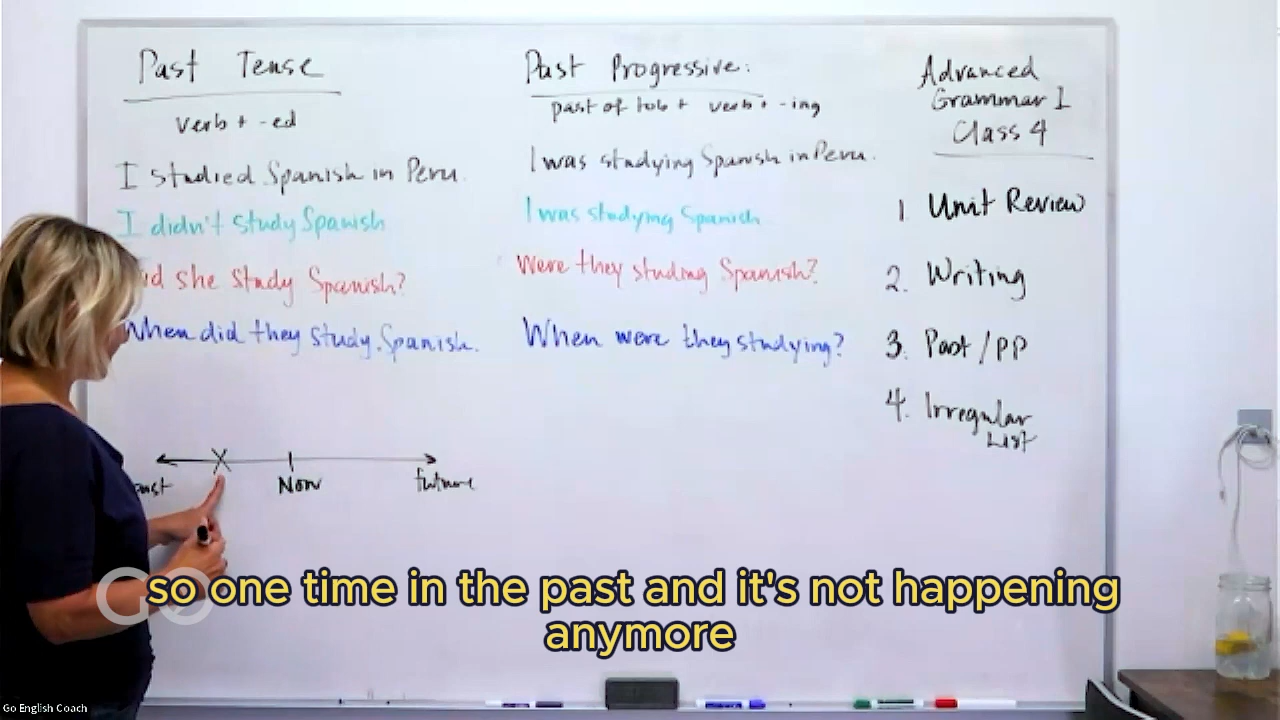 Past Tense
verb + -ed
I studied Spanish in Peru.
I didn't study Spanish
did she study Spanish?
When did they study Spanish.
Past Progressive:
past of tob + verb + -ing
I was studying Spanish in Peru.
I was studying Spanish
Were they studing Spanish?
When were they studying?
Advanced
Grammar I
Class 4
1. Unit Review
2. Writing
3. Past / PP
4. Irregular
List
past
Now
future
GO
so one time in the past and it's not happening
anymore
Go English Coach